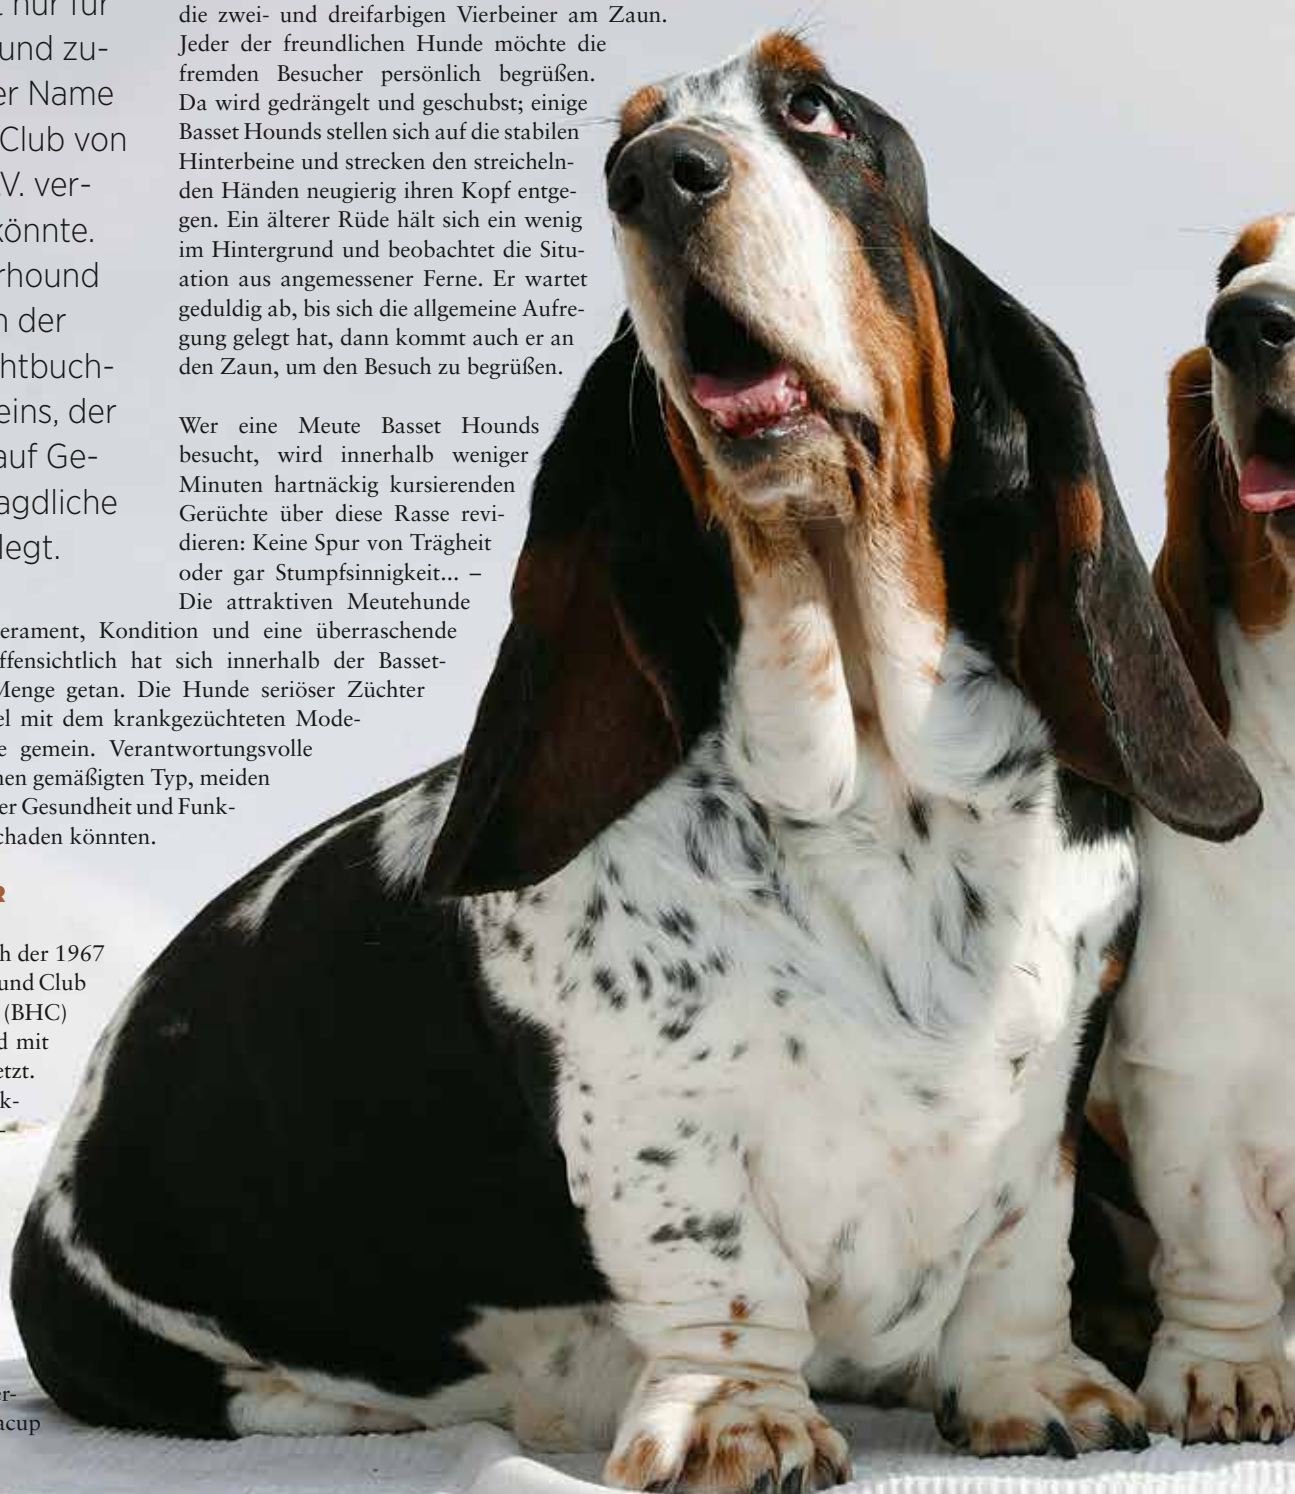 nur für
und zu-
er Name
Club von
V. ver-
könnte.
rhound
n der
htbuch-
eins, der
auf Ge-
agdliche
legt.
die zwei- und dreifarbigen Vierbeiner am Zaun.
Jeder der freundlichen Hunde möchte die
fremden Besucher persönlich begrüßen.
Da wird gedrängelt und geschubst; einige
Basset Hounds stellen sich auf die stabilen
Hinterbeine und strecken den streicheln-
den Händen neugierig ihren Kopf entge-
gen. Ein älterer Rüde hält sich ein wenig
im Hintergrund und beobachtet die Situ-
ation aus angemessener Ferne. Er wartet
geduldig ab, bis sich die allgemeine Aufre-
gung gelegt hat, dann kommt auch er an
den Zaun, um den Besuch zu begrüßen.
Wer eine Meute Basset Hounds
besucht, wird innerhalb weniger
Minuten hartnäckig kursierenden
Gerüchte über diese Rasse revi-
dieren: Keine Spur von Trägheit
oder gar Stumpfsinnigkeit... –
Die attraktiven Meutehunde
erament, Kondition und eine überraschende
ffensichtlich hat sich innerhalb der Basset-
Menge getan. Die Hunde seriöser Züchter
el mit dem krankgezüchteten Mode-
e gemein. Verantwortungsvolle
nen gemäßigten Typ, meiden
er Gesundheit und Funk-
chaden könnten.
R
h der 1967
und Club
(BHC)
d mit
etzt.
k-
er-
acup